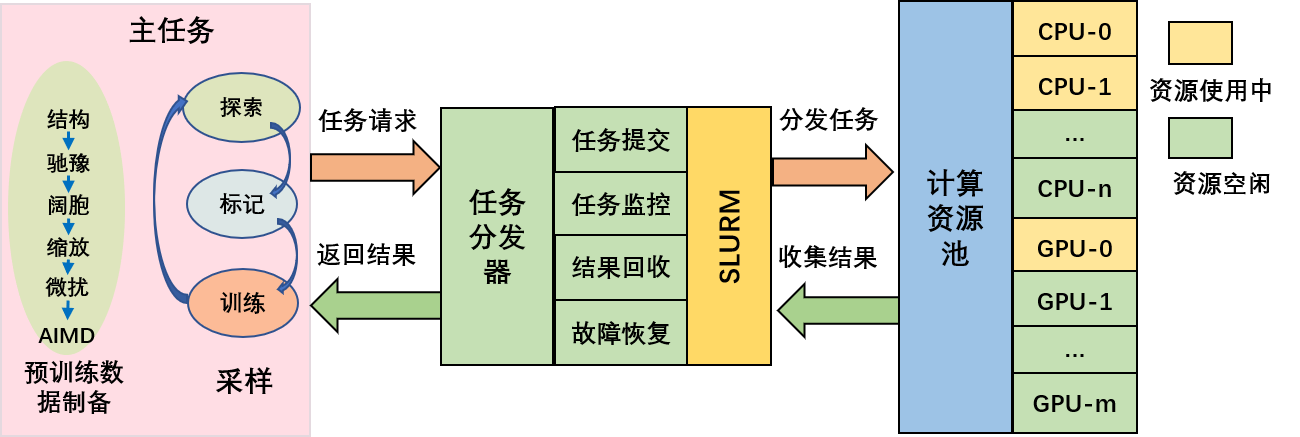 主任务
结构
驰豫
阔胞
缩放
微扰
AIMD
预训练数
据制备
探索
标记
训练
采样
任务请求
返回结果
任务
分发
器
任务提交
任务监控
结果回收
故障恢复
SLURM
分发任务
收集结果
计算
资源
池
CPU-0
CPU-1
...
CPU-n
GPU-0
GPU-1
...
GPU-m
资源使用中
资源空闲